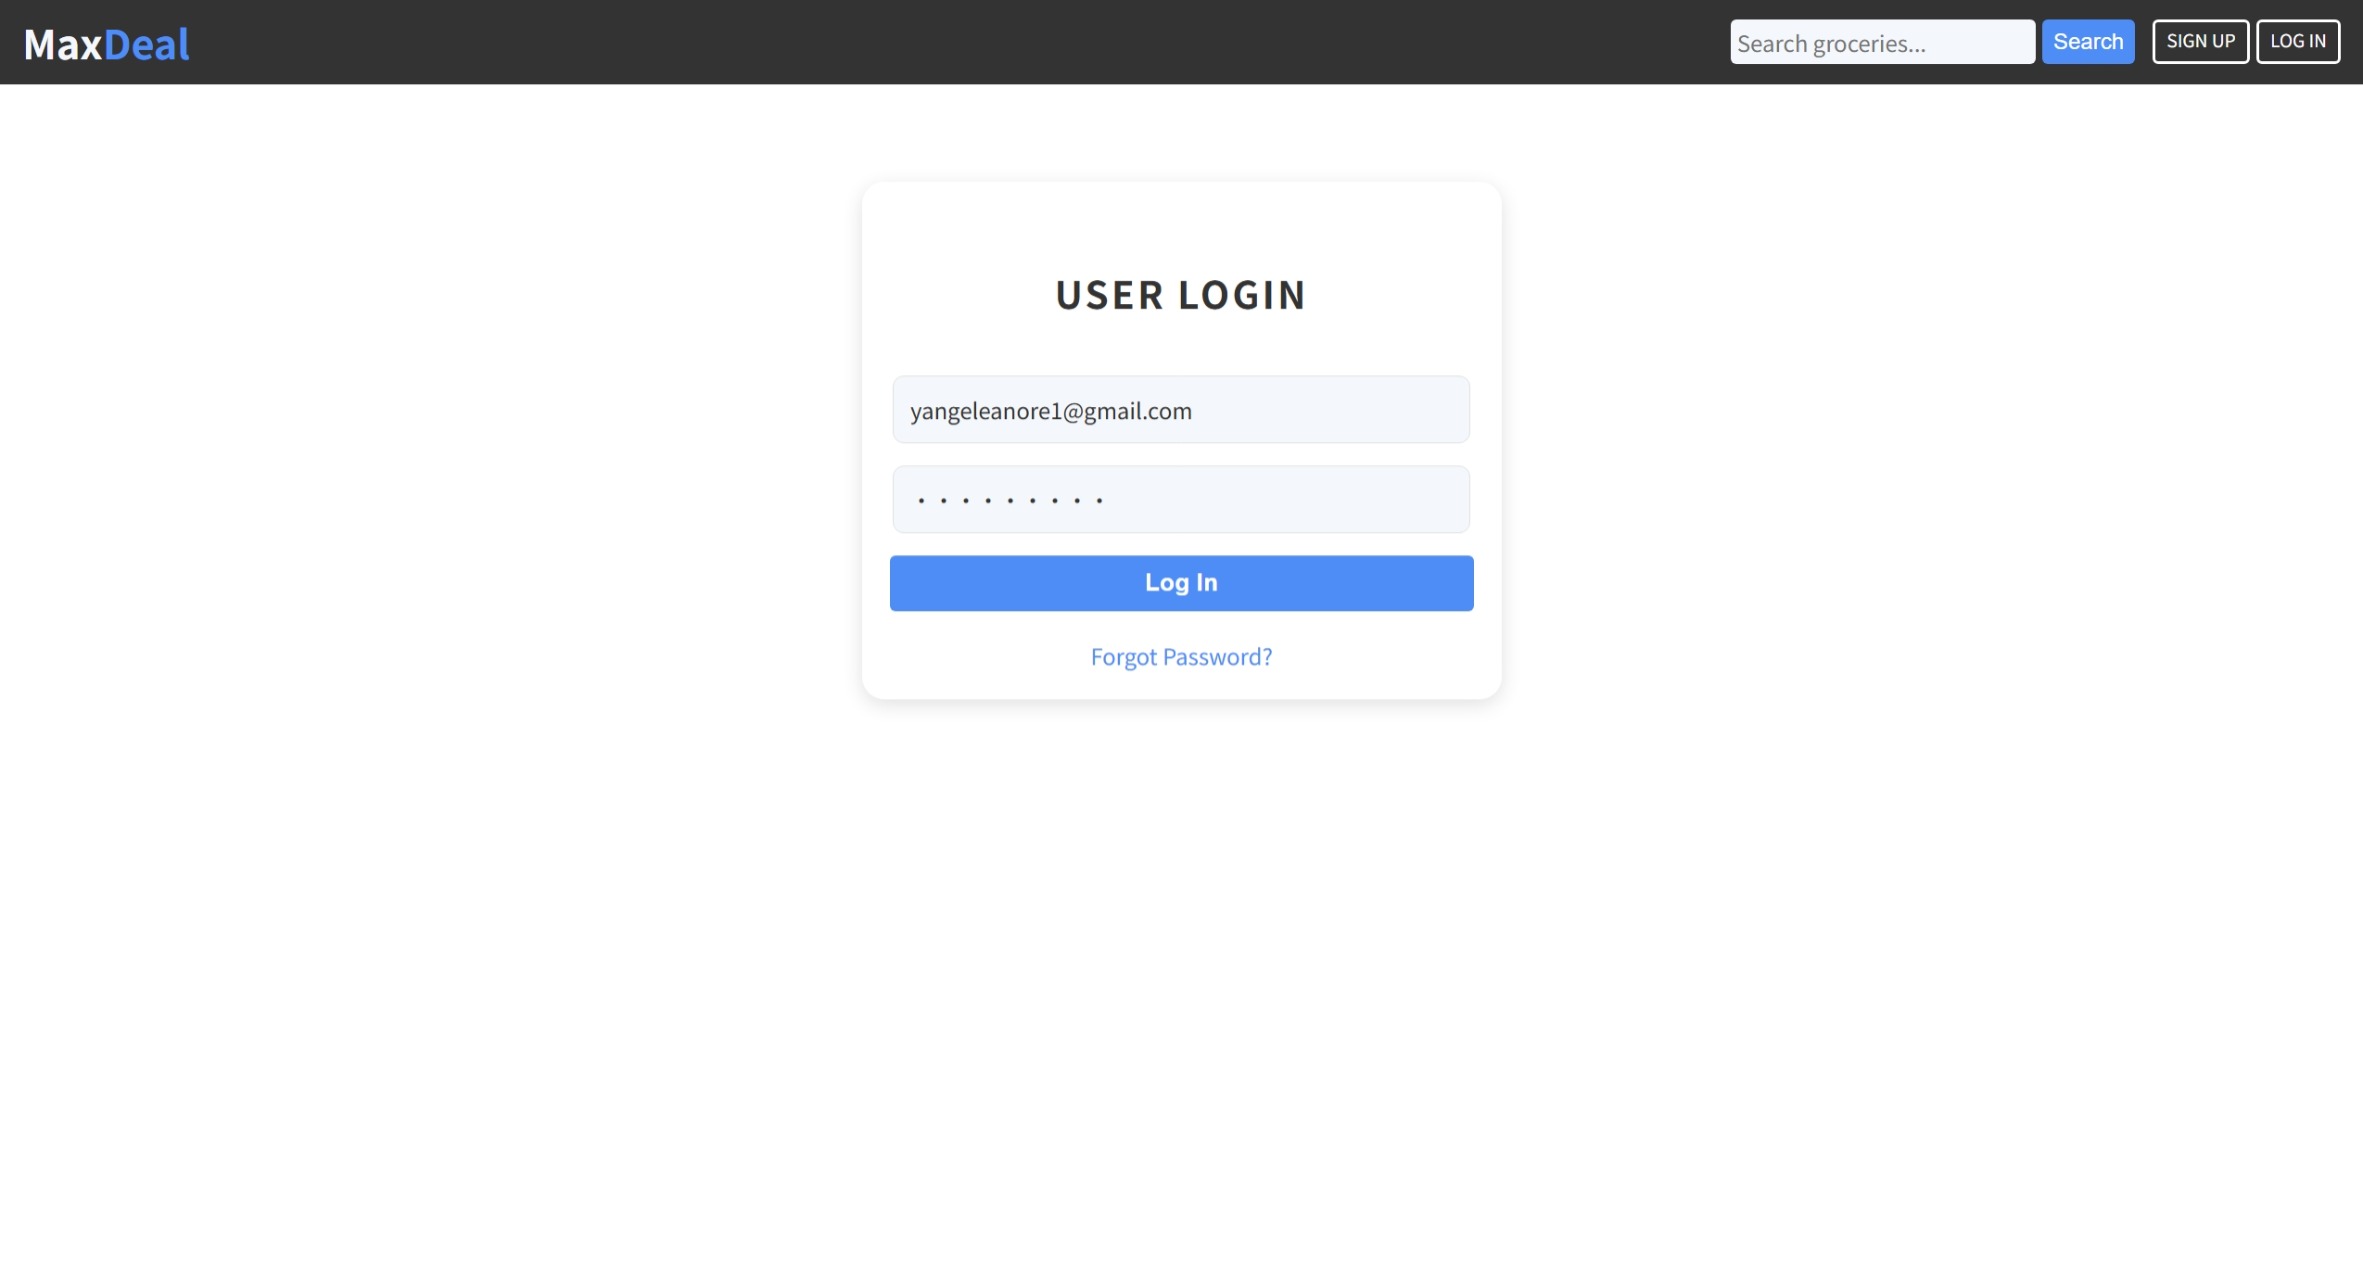 MaxDeal
Search groceries...
Search
SIGN UP
LOG IN
USER LOGIN
yangeleanore1@gmail.com
• • • • • • • • •
Log In
Forgot Password?